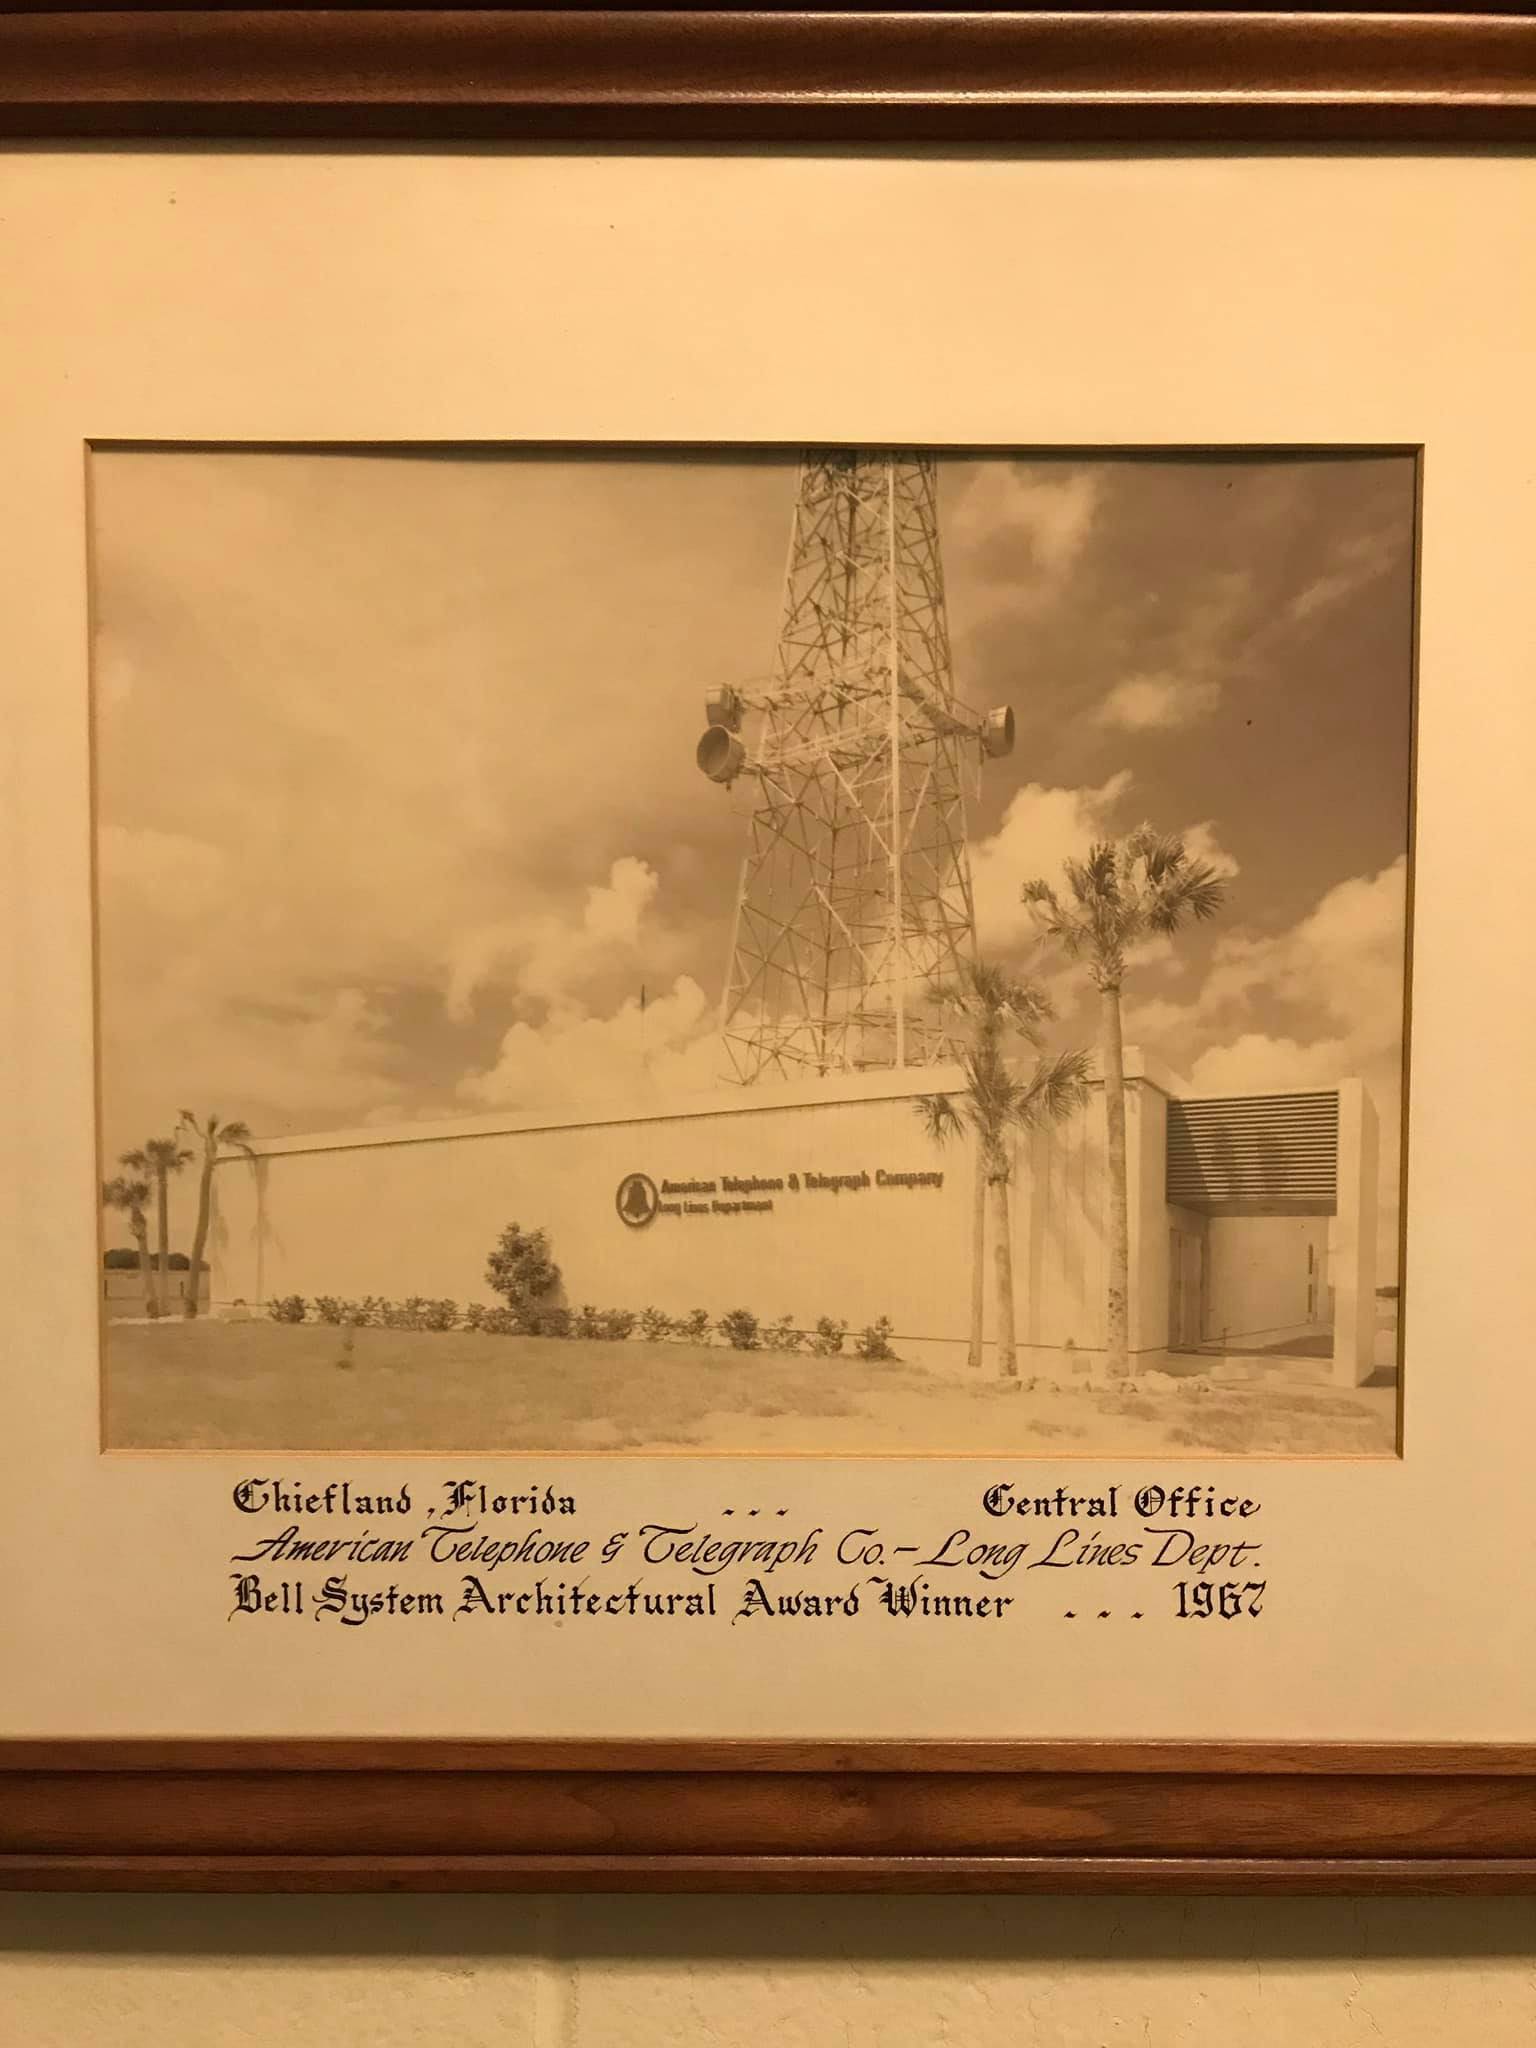 American Telephone & Telegraph Company
Long Lines Department
Chiefland, Florida . . . Central Office
American Telephone & Telegraph Co.– Long Lines Dept.
Bell System Architectural Award Winner . . . 1967